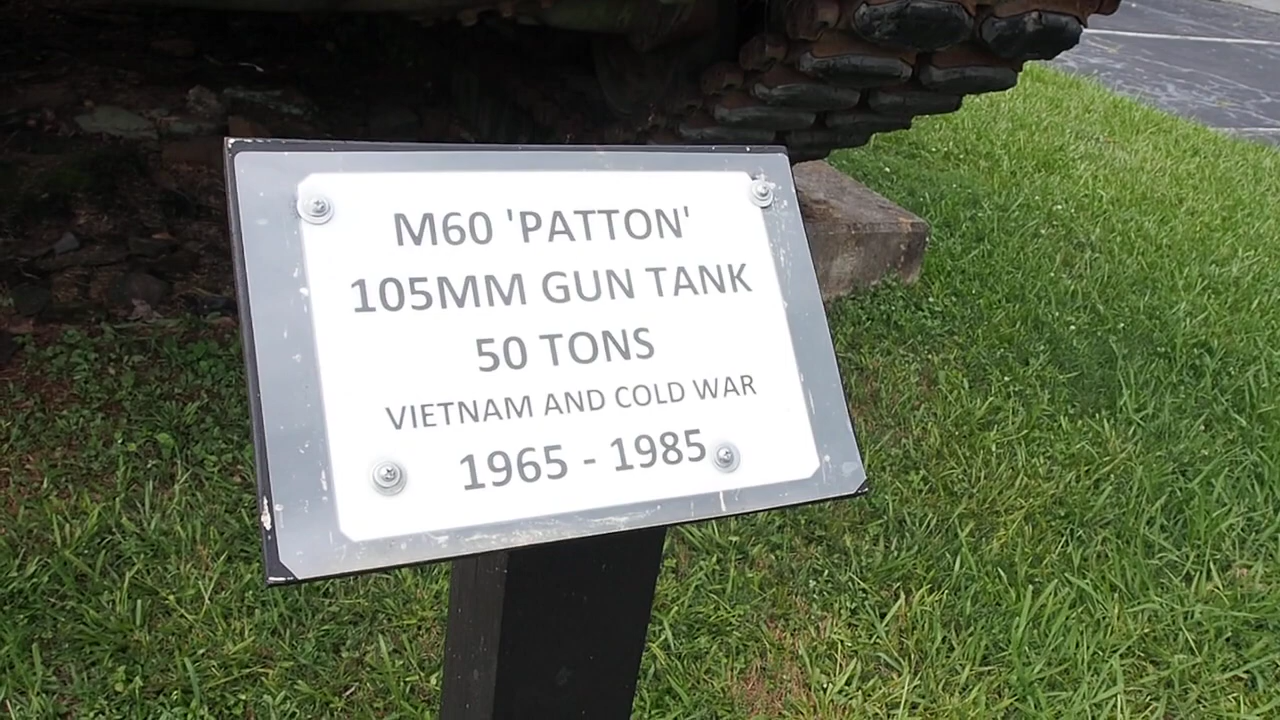 M60 'PATTON'
105MM GUN TANK
50 TONS
VIETNAM AND COLD WAR
1965 - 1985